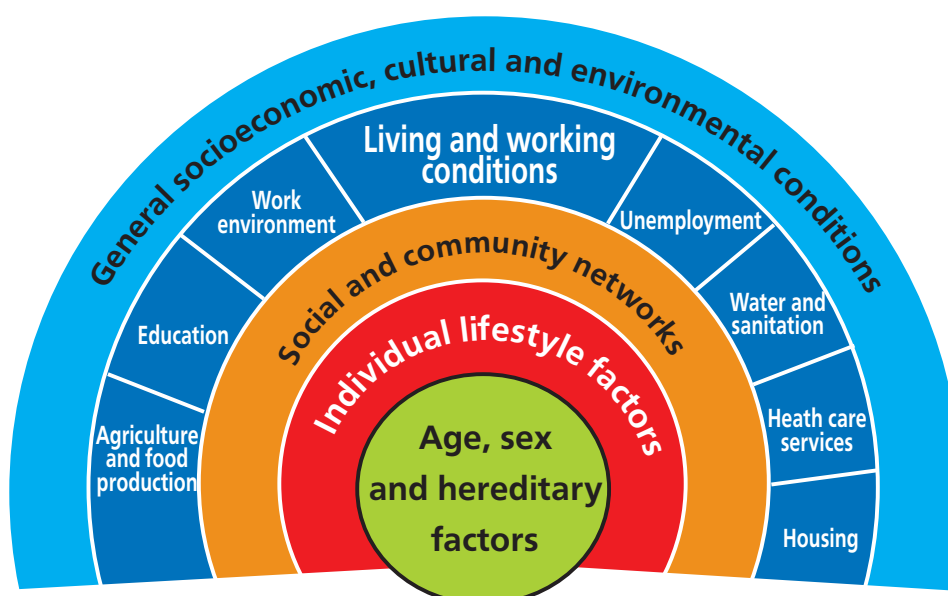 General socioeconomic, cultural and environmental conditions
Living and working
conditions
Work
environment
Unemployment
Education
Water and
sanitation
Agriculture
and food
production
Heath care
services
Housing
Social and community networks
Individual lifestyle factors
Age, sex
and hereditary
factors